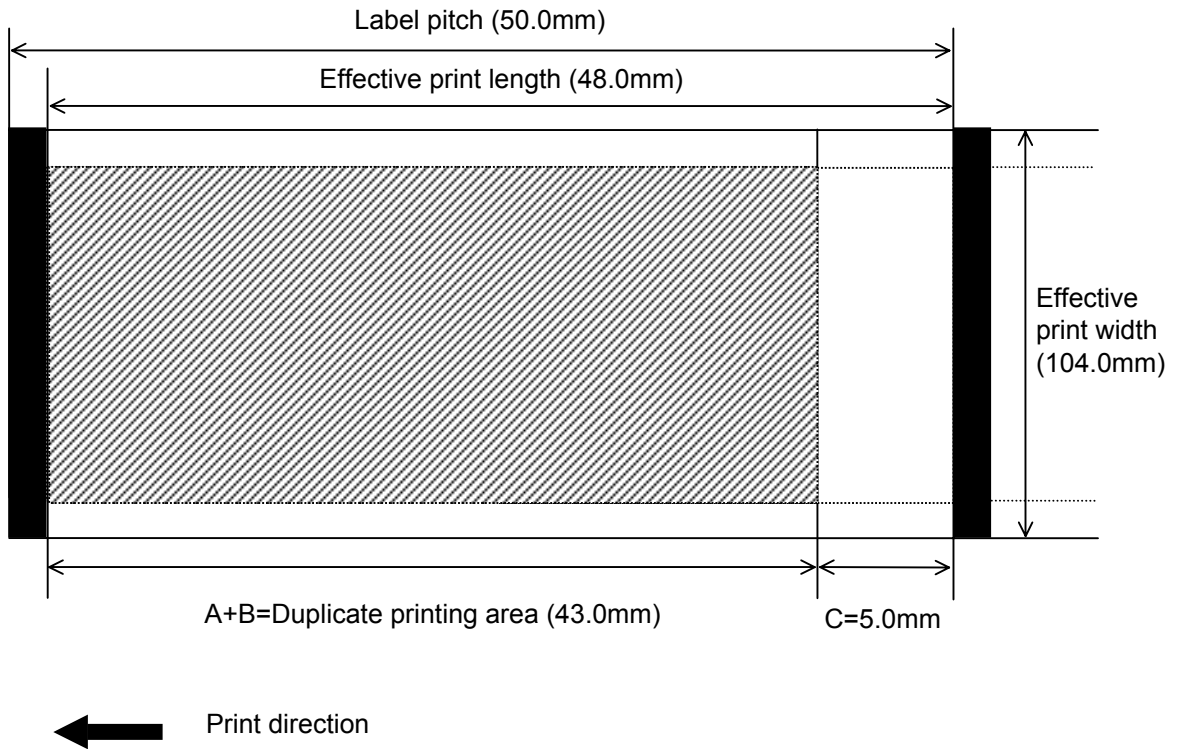 Label pitch (50.0mm)
Effective print length (48.0mm)
Effective
print width
(104.0mm)
A+B=Duplicate printing area (43.0mm)
C=5.0mm
Print direction